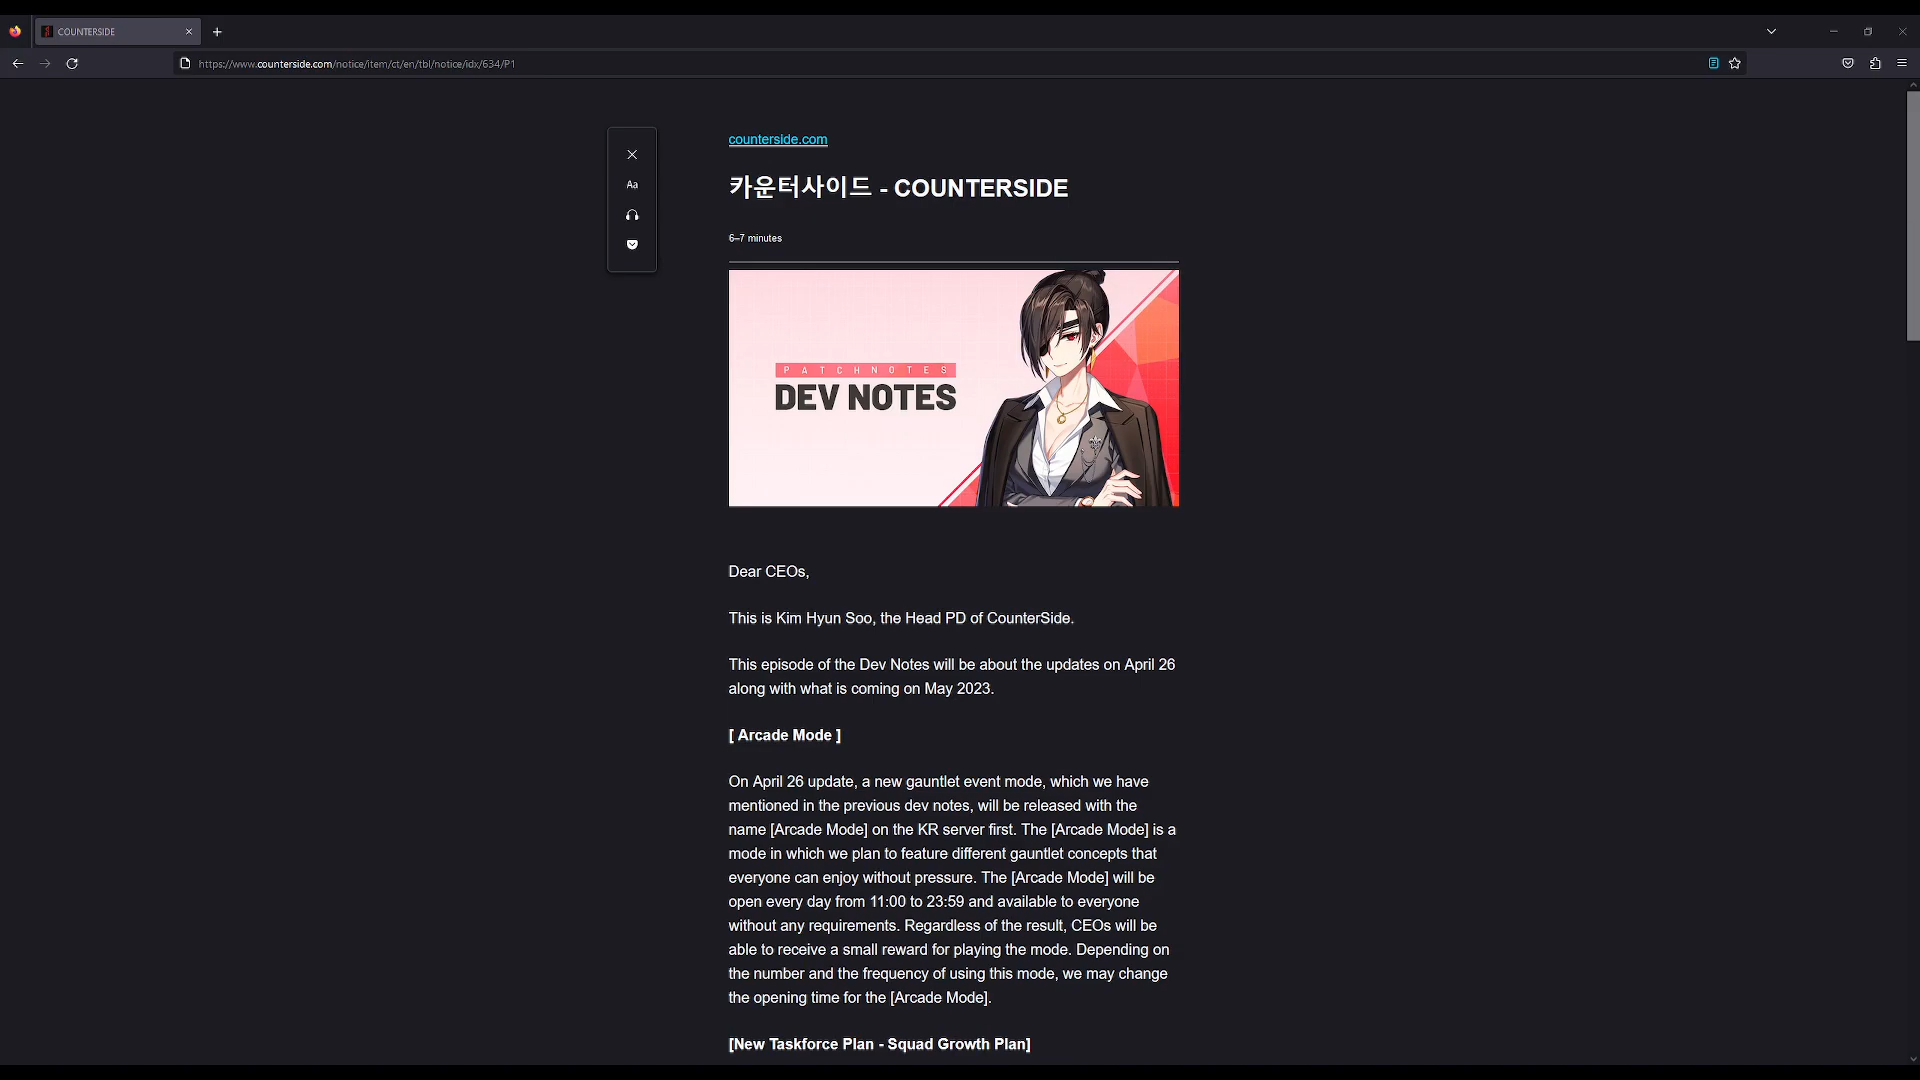 COUNTERSIDE
https://www.counterside.com/notice/item/ct/en/tbl/notice/idx/634/P1
counterside.com
카운터사이드 - COUNTERSIDE
Aa
6–7 minutes
PATCHNOTES
DEV NOTES
Dear CEOs,
This is Kim Hyun Soo, the Head PD of CounterSide.
This episode of the Dev Notes will be about the updates on April 26
along with what is coming on May 2023.
[ Arcade Mode ]
On April 26 update, a new gauntlet event mode, which we have
mentioned in the previous dev notes, will be released with the
name [Arcade Mode] on the KR server first. The [Arcade Mode] is a
mode in which we plan to feature different gauntlet concepts that
everyone can enjoy without pressure. The [Arcade Mode] will be
open every day from 11:00 to 23:59 and available to everyone
without any requirements. Regardless of the result, CEOs will be
able to receive a small reward for playing the mode. Depending on
the number and the frequency of using this mode, we may change
the opening time for the [Arcade Mode].
[New Taskforce Plan - Squad Growth Plan]